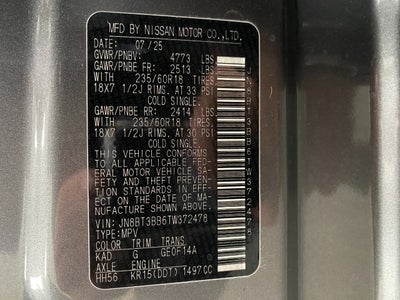 MFD BY NISSAN MOTOR CO.,LTD.
DATE: 07/25
GVWR/PNBV: 4773 LBS
GAWR/PNBE FR: 2513 LBS
WITH 235/60R18 TIRES,
18X7 1/2J RIMS, AT 33 PSI
COLD SINGLE.
GAWR/PNBE RR: 2414 LBS
WITH 235/60R18 TIRES,
18X7 1/2J RIMS, AT 30 PSI
COLD SINGLE.
THIS VEHICLE CONFORMS
TO ALL APPLICABLE FED-
ERAL MOTOR VEHICLE SA-
FETY AND THEFT PREVEN-
TION STANDARDS IN EFF-
ECT ON THE DATE OF MA-
NUFACTURE SHOWN ABOVE.
VIN: JN8BT3BB6TW372478
TYPE: MPV
COLOR TRIM TRANS
KAD G GE0F14A
AXLE ENGINE
HH56 KR15(DDT) 1497CC
JN8BT3BB6TW372478